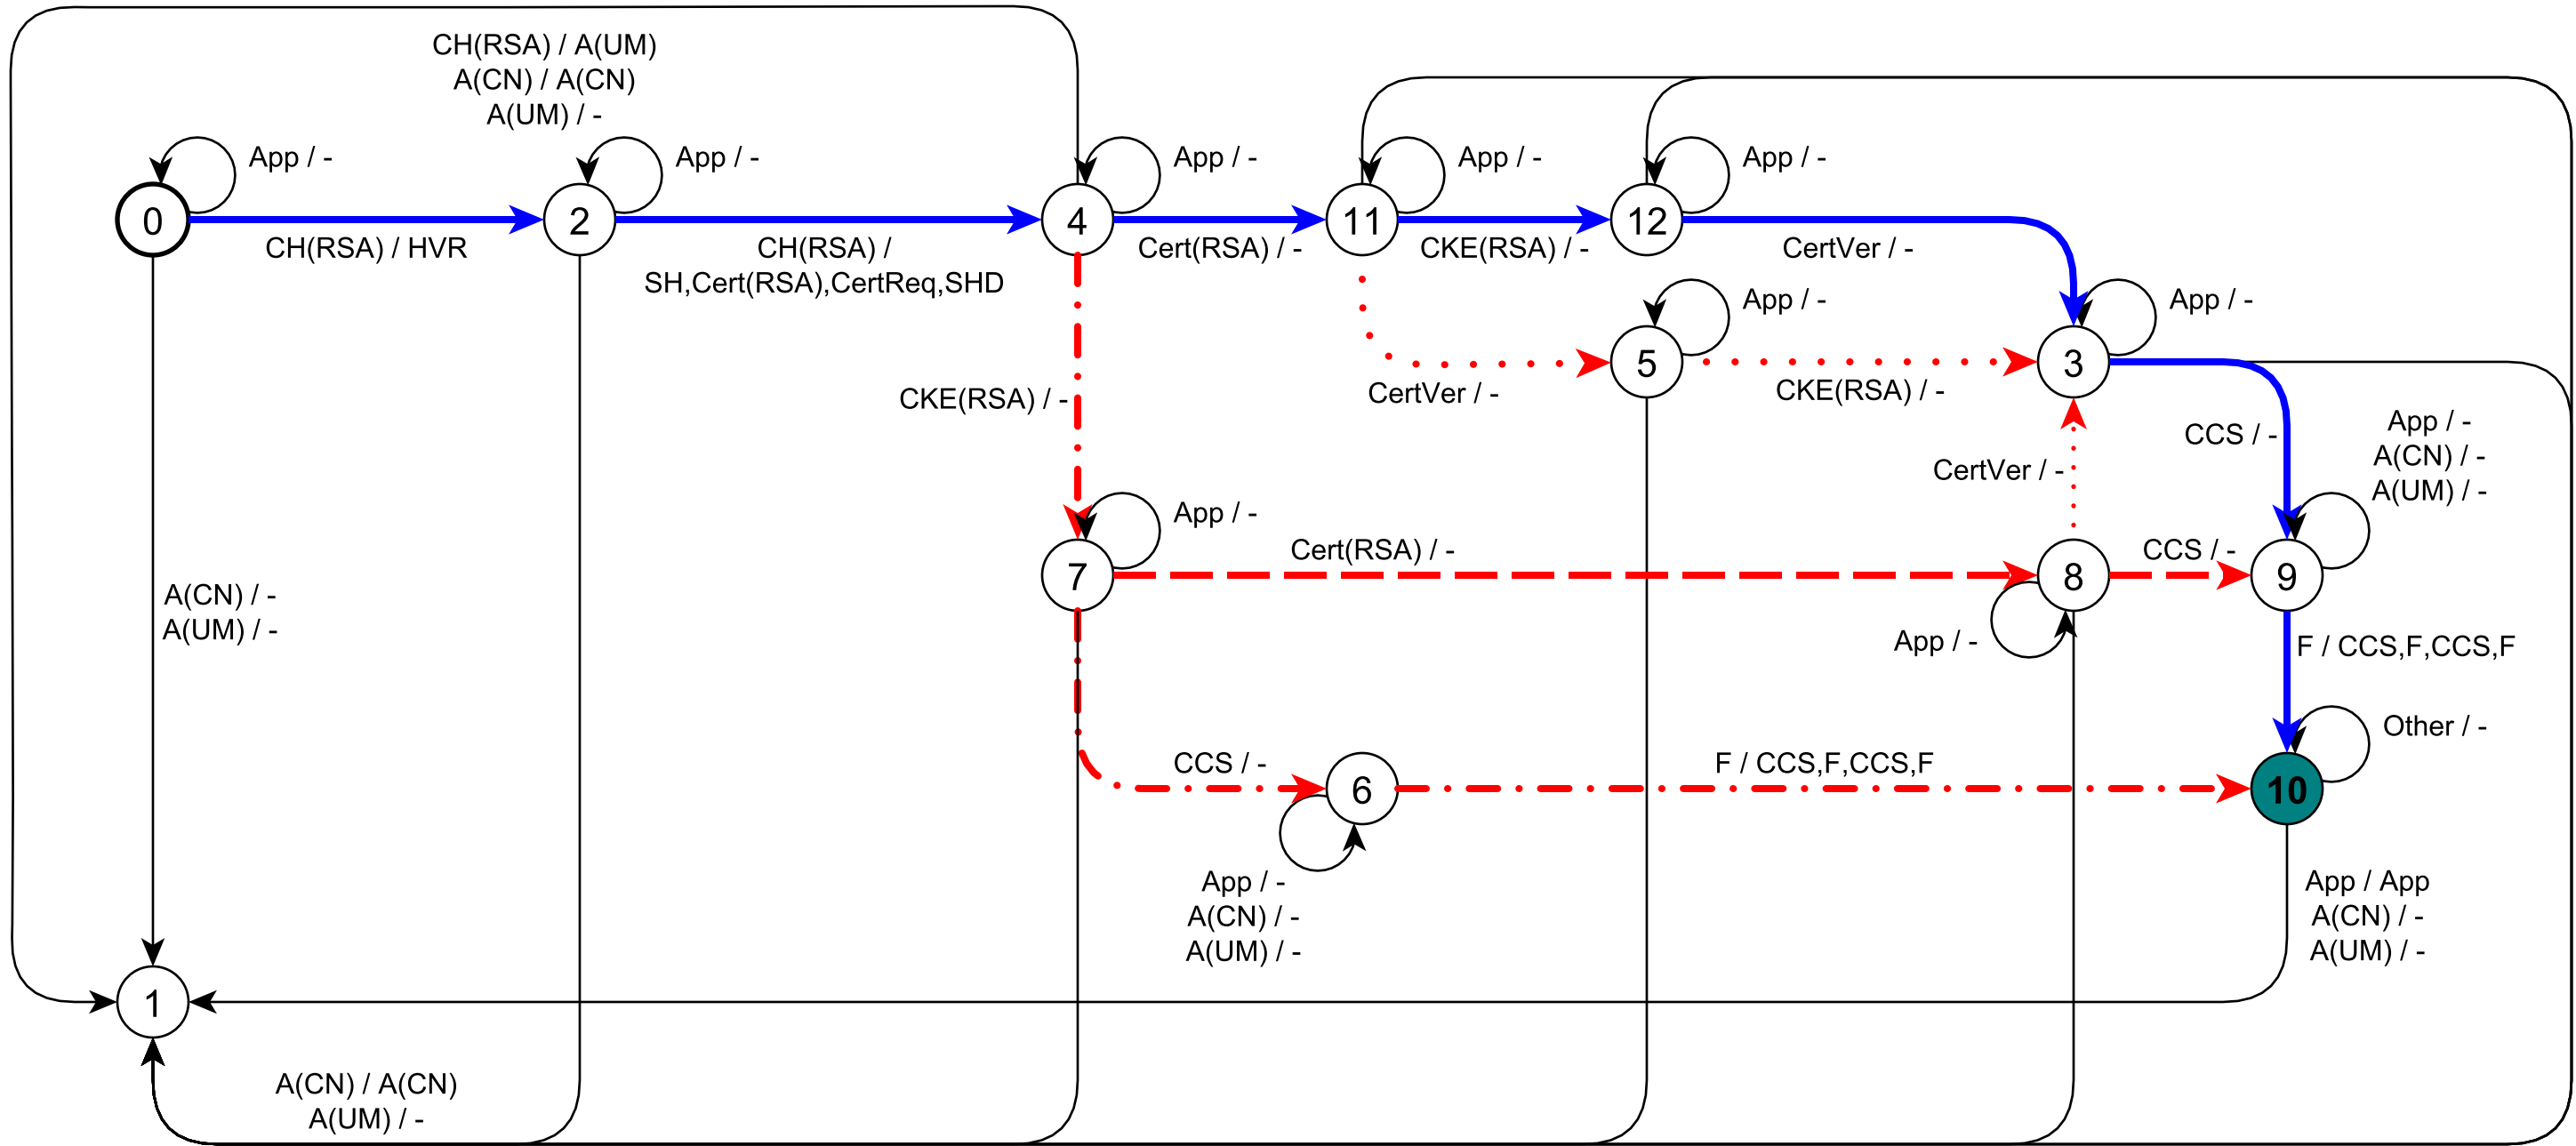 CH(RSA) / A(UM)
A(CN) / A(CN)
A(UM) / -
App / -
App / -
App / -
App / -
App / -
0
2
4
11
12
CH(RSA) / HVR
CH(RSA) /
SH,Cert(RSA),CertReq,SHD
Cert(RSA) / -
CKE(RSA) / -
CertVer / -
App / -
App / -
5
3
CertVer / -
CKE(RSA) / -
CKE(RSA) / -
CCS / -
App / -
A(CN) / -
A(UM) / -
CertVer / -
App / -
Cert(RSA) / -
CCS / -
7
8
9
A(CN) / -
A(UM) / -
App / -
F / CCS,F,CCS,F
Other / -
CCS / -
F / CCS,F,CCS,F
6
10
App / -
A(CN) / -
A(UM) / -
App / App
A(CN) / -
A(UM) / -
1
A(CN) / A(CN)
A(UM) / -